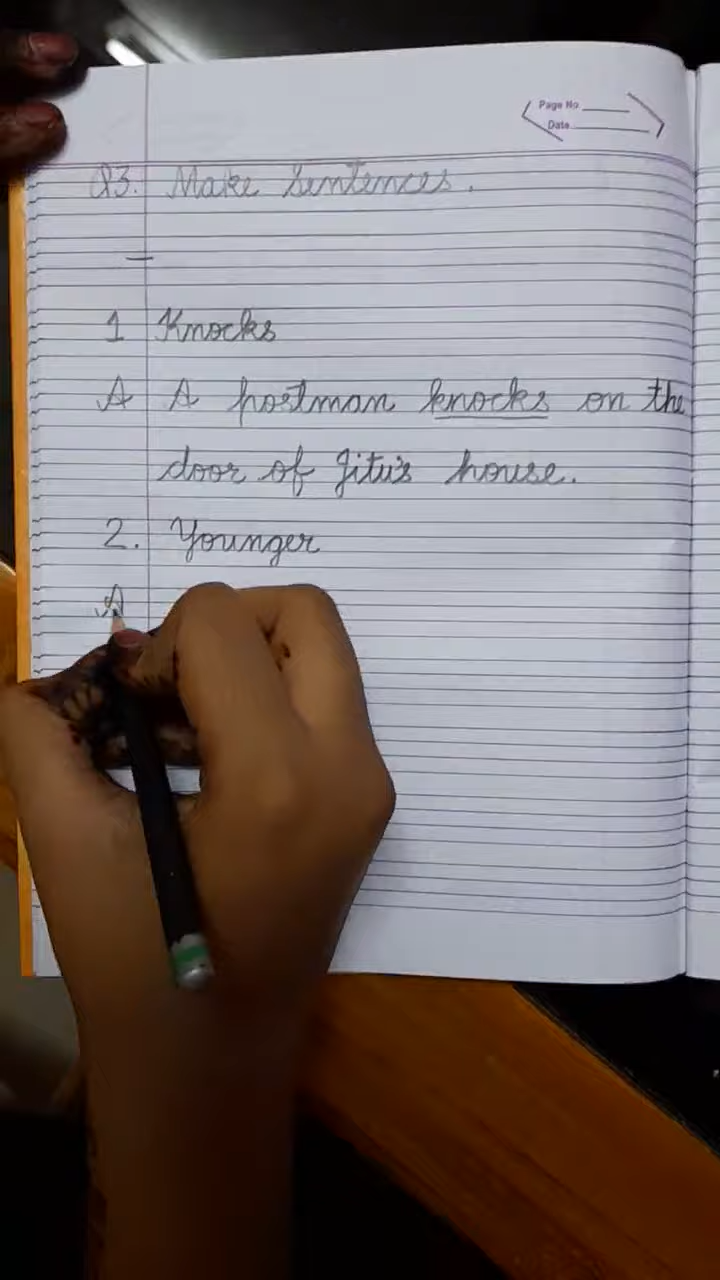 Page No
Date
Q3. Make Sentences.
1 Knocks
A A postman knocks on the
door of Jitu's house.
2. Younger
A